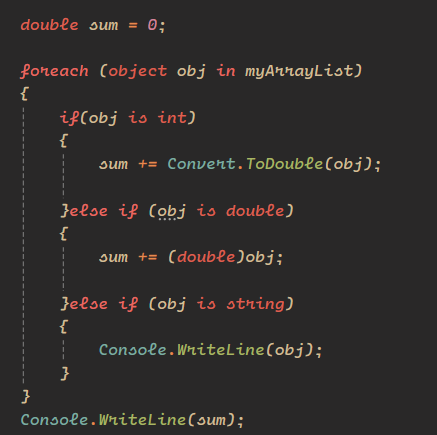 double sum = 0;
foreach (object obj in myArrayList)
{
if(obj is int)
{
sum += Convert.ToDouble(obj);
}else if (obj is double)
{
sum += (double)obj;
}else if (obj is string)
{
Console.WriteLine(obj);
}
}
Console.WriteLine(sum);